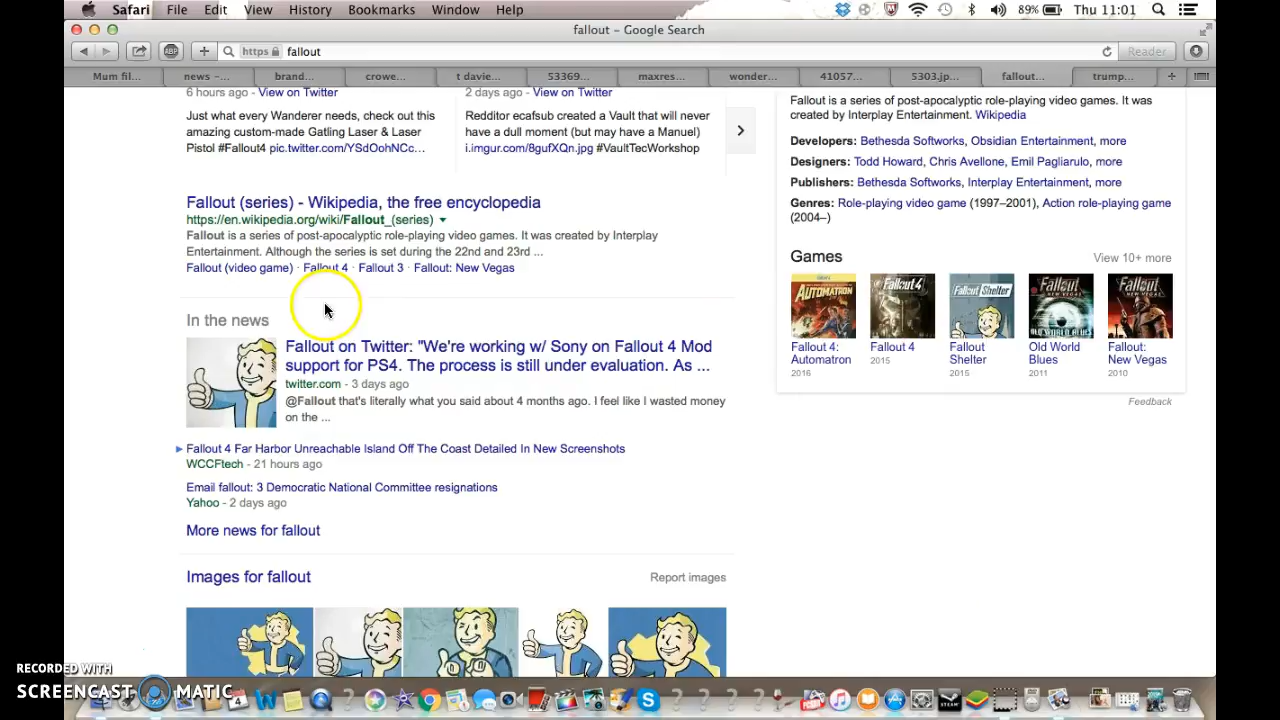 Safari File Edit View History Bookmarks Window Help 89% Thu 11:01
fallout – Google Search
ABP + https fallout Reader
Mum fil... news –... brand... crowe... t davie... 53369... maxres... wonder... 41057... 5303.jp... fallout... trump... +
6 hours ago - View on Twitter
2 days ago - View on Twitter
Just what every Wanderer needs, check out this
amazing custom-made Gatling Laser & Laser
Pistol #Fallout4 pic.twitter.com/YSdOohNCc...
Redditor ecafsub created a Vault that will never
have a dull moment (but may have a Manuel)
i.imgur.com/8gufXQn.jpg #VaultTecWorkshop
Fallout (series) - Wikipedia, the free encyclopedia
https://en.wikipedia.org/wiki/Fallout_(series)
Fallout is a series of post-apocalyptic role-playing video games. It was created by Interplay
Entertainment. Although the series is set during the 22nd and 23rd ...
Fallout (video game) · Fallout 4 · Fallout 3 · Fallout: New Vegas
In the news
Fallout on Twitter: "We're working w/ Sony on Fallout 4 Mod
support for PS4. The process is still under evaluation. As ...
twitter.com - 3 days ago
@Fallout that's literally what you said about 4 months ago. I feel like I wasted money
on the ...
Fallout 4 Far Harbor Unreachable Island Off The Coast Detailed In New Screenshots
WCCFtech - 21 hours ago
Email fallout: 3 Democratic National Committee resignations
Yahoo - 2 days ago
More news for fallout
Images for fallout
Report images
Fallout is a series of post-apocalyptic role-playing video games. It was
created by Interplay Entertainment. Wikipedia
Developers: Bethesda Softworks, Obsidian Entertainment, more
Designers: Todd Howard, Chris Avellone, Emil Pagliarulo, more
Publishers: Bethesda Softworks, Interplay Entertainment, more
Genres: Role-playing video game (1997–2001), Action role-playing game
(2004–)
Games
View 10+ more
AUTOMATRON
Fallout 4
Fallout Shelter
Fallout NEW VEGAS OLD WORLD BLUES
Fallout NEW VEGAS
Fallout 4:
Automatron
2016
Fallout 4
2015
Fallout
Shelter
2015
Old World
Blues
2011
Fallout:
New Vegas
2010
Feedback
RECORDED WITH
SCREENCAST MATIC